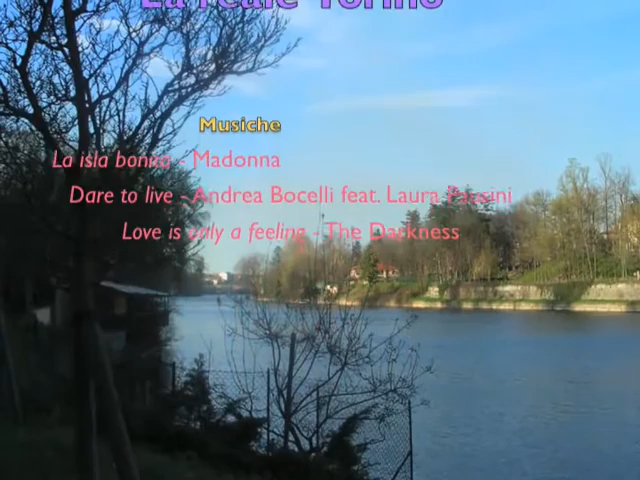 La reale Torino
Musiche
La isla bonita - Madonna
Dare to live - Andrea Bocelli feat. Laura Pausini
Love is only a feeling - The Darkness